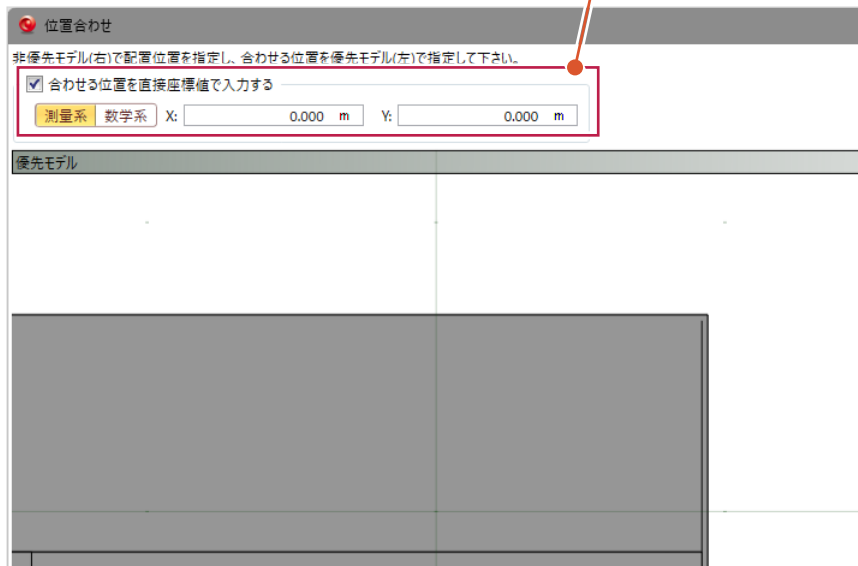 位置合わせ
非優先モデル(右)で配置位置を指定し、合わせる位置を優先モデル(左)で指定して下さい。
合わせる位置を直接座標値で入力する
測量系 数学系 X: 0.000 m Y: 0.000 m
優先モデル